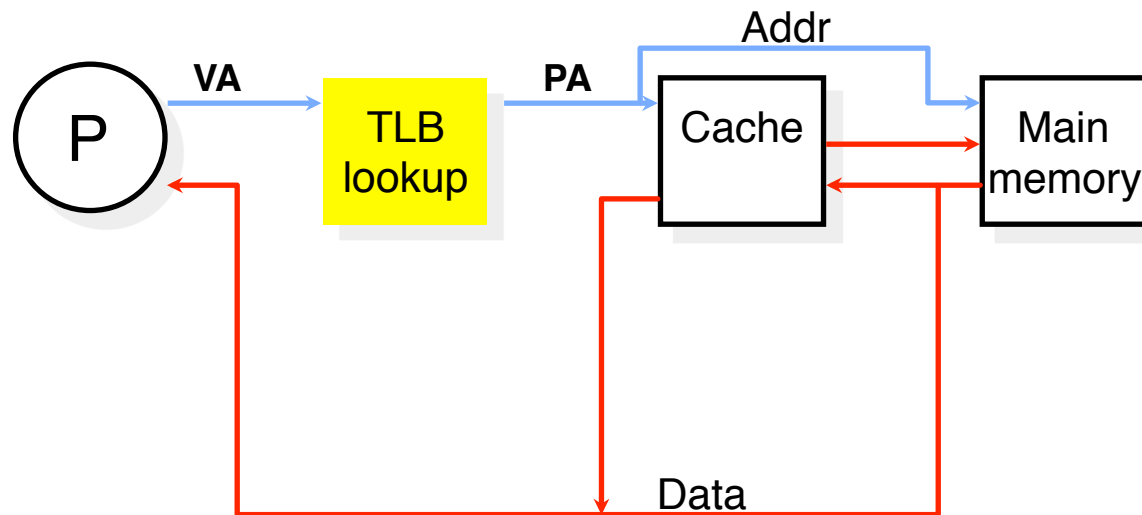 Addr
VA
PA
P
TLB
lookup
Cache
Main
memory
Data